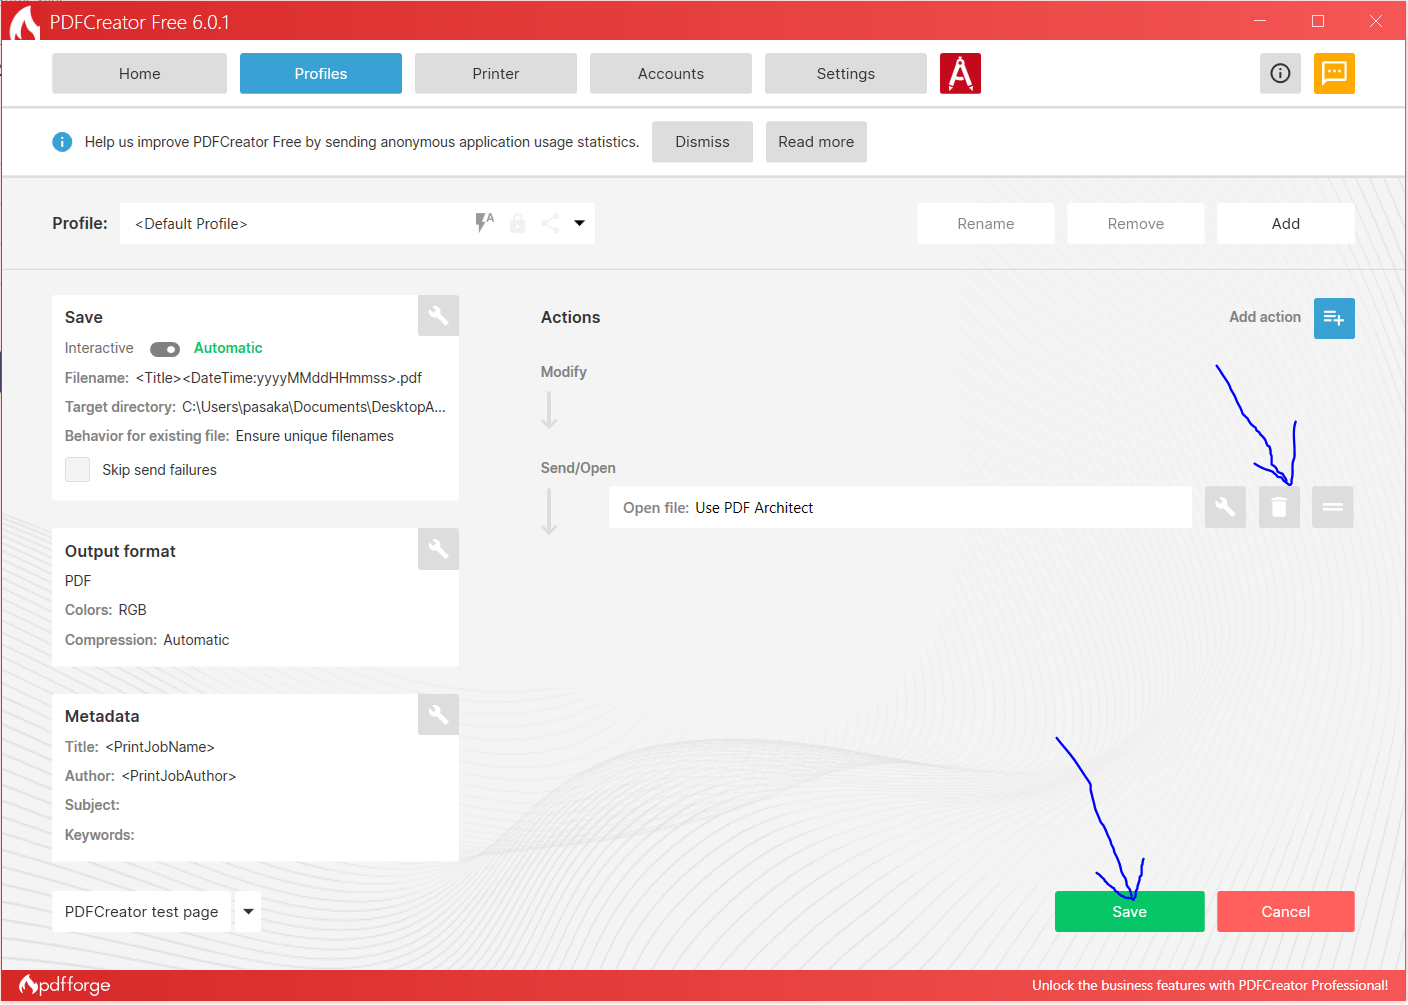 PDFCreator Free 6.0.1
Home
Profiles
Printer
Accounts
Settings
Help us improve PDFCreator Free by sending anonymous application usage statistics.
Dismiss
Read more
Profile:
<Default Profile>
Rename
Remove
Add
Save
Interactive
Automatic
Filename: <Title><DateTime:yyyyMMddHHmmss>.pdf
Target directory: C:\Users\pasaka\Documents\DesktopA...
Behavior for existing file: Ensure unique filenames
Skip send failures
Output format
PDF
Colors: RGB
Compression: Automatic
Metadata
Title: <PrintJobName>
Author: <PrintJobAuthor>
Subject:
Keywords:
Actions
Add action
Modify
Send/Open
Open file: Use PDF Architect
PDFCreator test page
Save
Cancel
pdfforge
Unlock the business features with PDFCreator Professional!